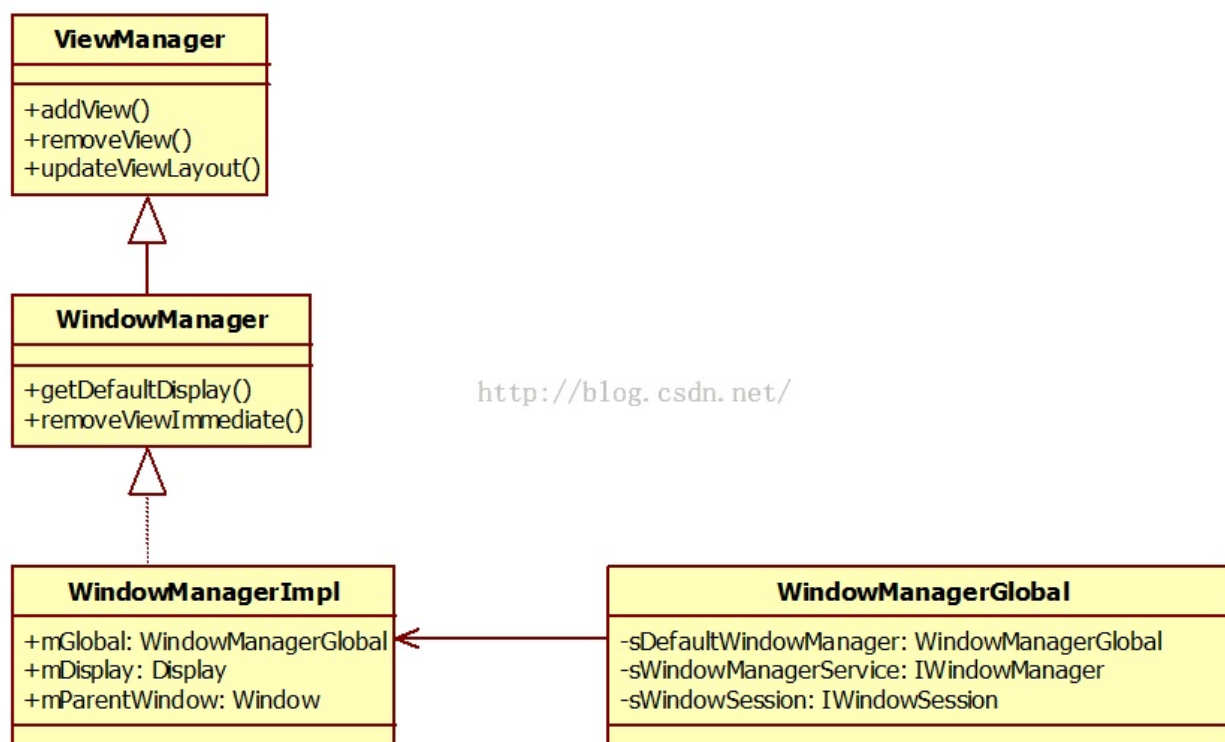 ViewManager
+addView()
+removeView()
+updateViewLayout()
WindowManager
+getDefaultDisplay()
+removeViewImmediate()
http://blog.csdn.net/
WindowManagerImpl
+mGlobal: WindowManagerGlobal
+mDisplay: Display
+mParentWindow: Window
WindowManagerGlobal
-sDefaultWindowManager: WindowManagerGlobal
-sWindowManagerService: IWindowManager
-sWindowSession: IWindowSession